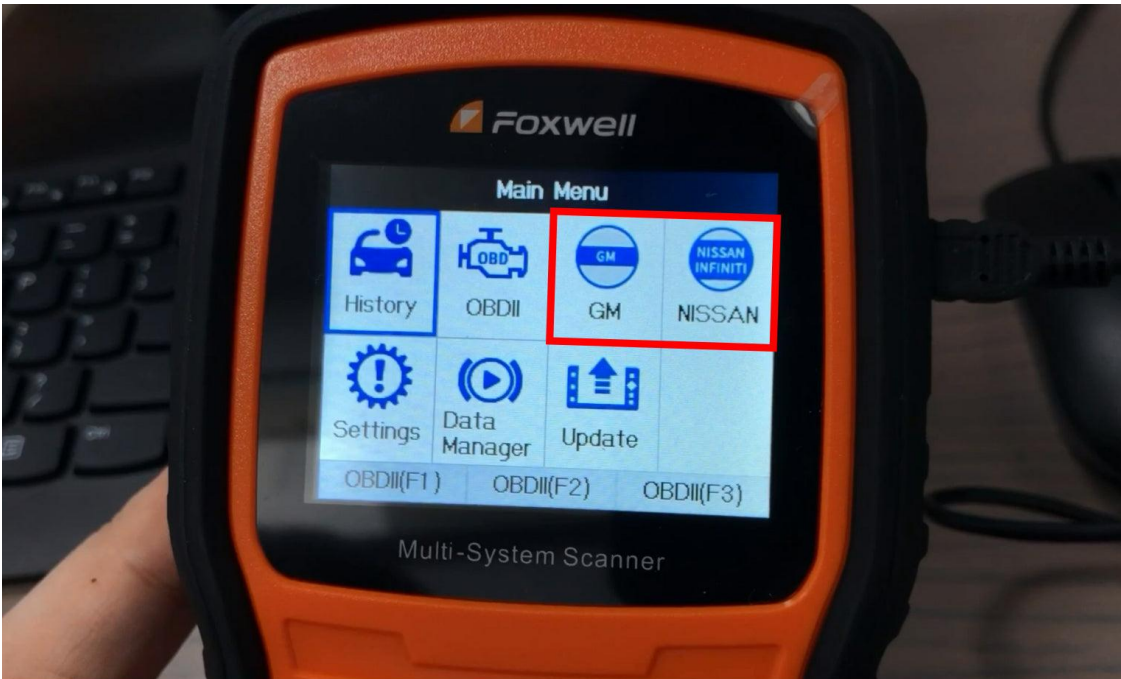 Foxwell
Main Menu
GM
NISSAN
INFINITI
OBD
History
OBDII
GM
NISSAN
Settings
Data
Manager
Update
OBDII(F1)
OBDII(F2)
OBDII(F3)
Multi-System Scanner